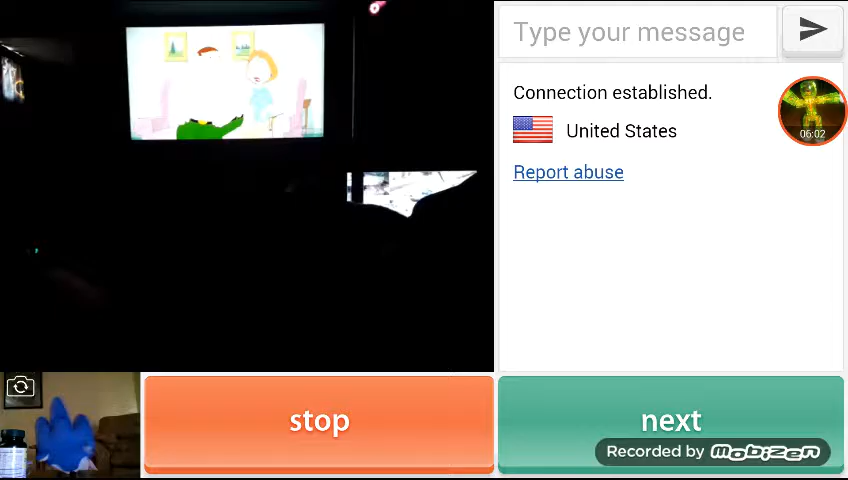 Type your message
Connection established.
United States
06:02
Report abuse
stop
next
Recorded by mobizen